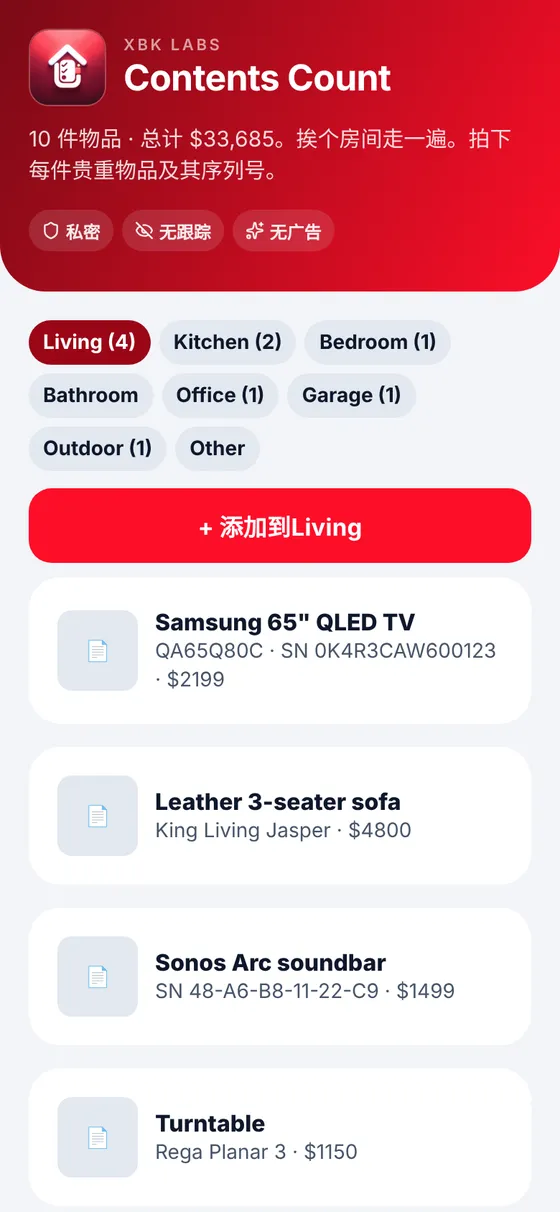 XBK LABS
Contents Count
10 件物品 · 总计 $33,685。挨个房间走一遍。拍下
每件贵重物品及其序列号。
私密
无跟踪
无广告
Living (4)
Kitchen (2)
Bedroom (1)
Bathroom
Office (1)
Garage (1)
Outdoor (1)
Other
+ 添加到Living
Samsung 65" QLED TV
QA65Q80C · SN 0K4R3CAW600123
· $2199
Leather 3-seater sofa
King Living Jasper · $4800
Sonos Arc soundbar
SN 48-A6-B8-11-22-C9 · $1499
Turntable
Rega Planar 3 · $1150